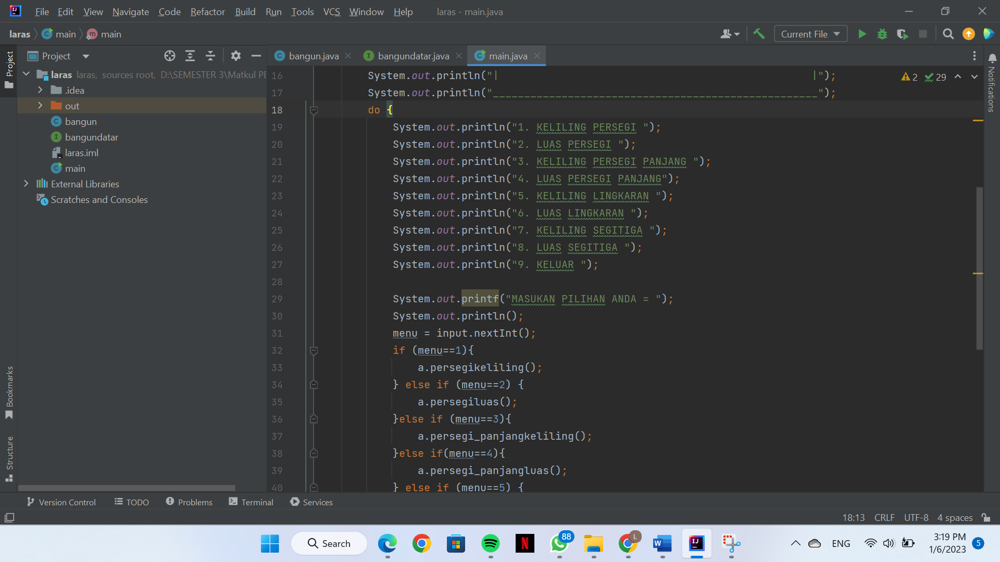 File Edit View Navigate Code Refactor Build Run Tools VCS Window Help laras - main.java
laras main m main Current File
Project Project bangun.java bangundatar.java main.java
laras laras, sources root, D:\SEMESTER 3\Matkul PE
.idea
out
bangun
bangundatar
laras.iml
main
External Libraries
Scratches and Consoles
Bookmarks
Structure
Notifications
2 29
16 System.out.println("| |");
17 System.out.println("____________________________________________________");
18 do {
19 System.out.println("1. KELILING PERSEGI ");
20 System.out.println("2. LUAS PERSEGI ");
21 System.out.println("3. KELILING PERSEGI PANJANG ");
22 System.out.println("4. LUAS PERSEGI PANJANG");
23 System.out.println("5. KELILING LINGKARAN ");
24 System.out.println("6. LUAS LINGKARAN ");
25 System.out.println("7. KELILING SEGITIGA ");
26 System.out.println("8. LUAS SEGITIGA ");
27 System.out.println("9. KELUAR ");
28
29 System.out.printf("MASUKAN PILIHAN ANDA = ");
30 System.out.println();
31 menu = input.nextInt();
32 if (menu==1){
33 a.persegikeliling();
34 } else if (menu==2) {
35 a.persegiluas();
36 }else if (menu==3){
37 a.persegi_panjangkeliling();
38 }else if(menu==4){
39 a.persegi_panjangluas();
40 } else if (menu==5) {
Version Control TODO Problems Terminal Services
18:13 CRLF UTF-8 4 spaces
Search 88 L ENG 3:19 PM
1/6/2023 5